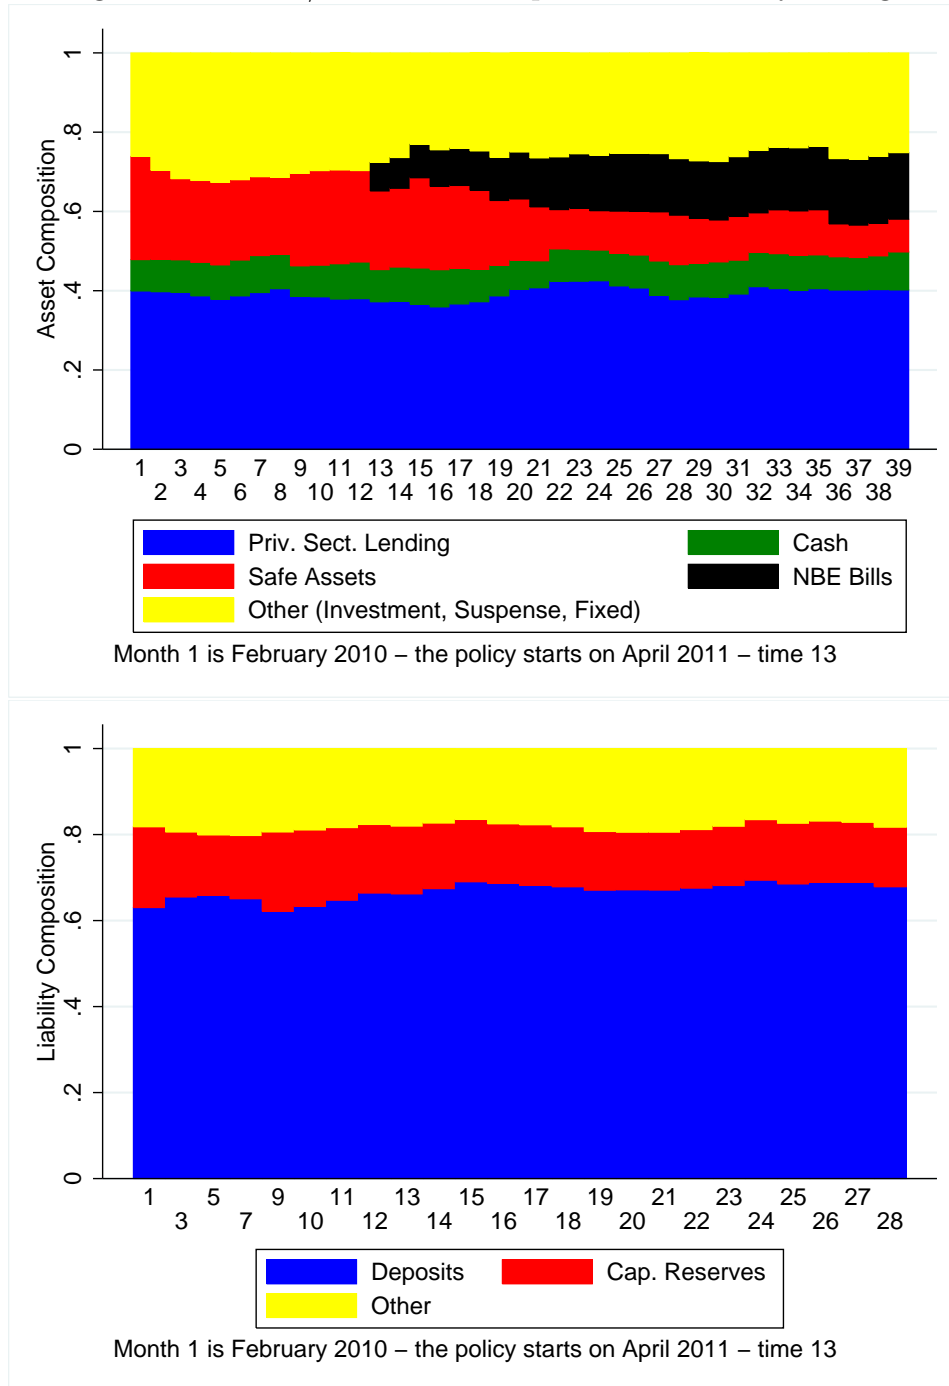 1
.8
.6
.4
.2
0
Asset Composition
1 3 5 7 9 11 13 15 17 19 21 23 25 27 29 31 33 35 37 39
2 4 6 8 10 12 14 16 18 20 22 24 26 28 30 32 34 36 38
Priv. Sect. Lending Cash
Safe Assets NBE Bills
Other (Investment, Suspense, Fixed)
Month 1 is February 2010 – the policy starts on April 2011 – time 13
1
.8
.6
.4
.2
0
Liability Composition
1 5 9 11 13 15 17 19 21 23 25 27
3 7 10 12 14 16 18 20 22 24 26 28
Deposits Cap. Reserves
Other
Month 1 is February 2010 – the policy starts on April 2011 – time 13